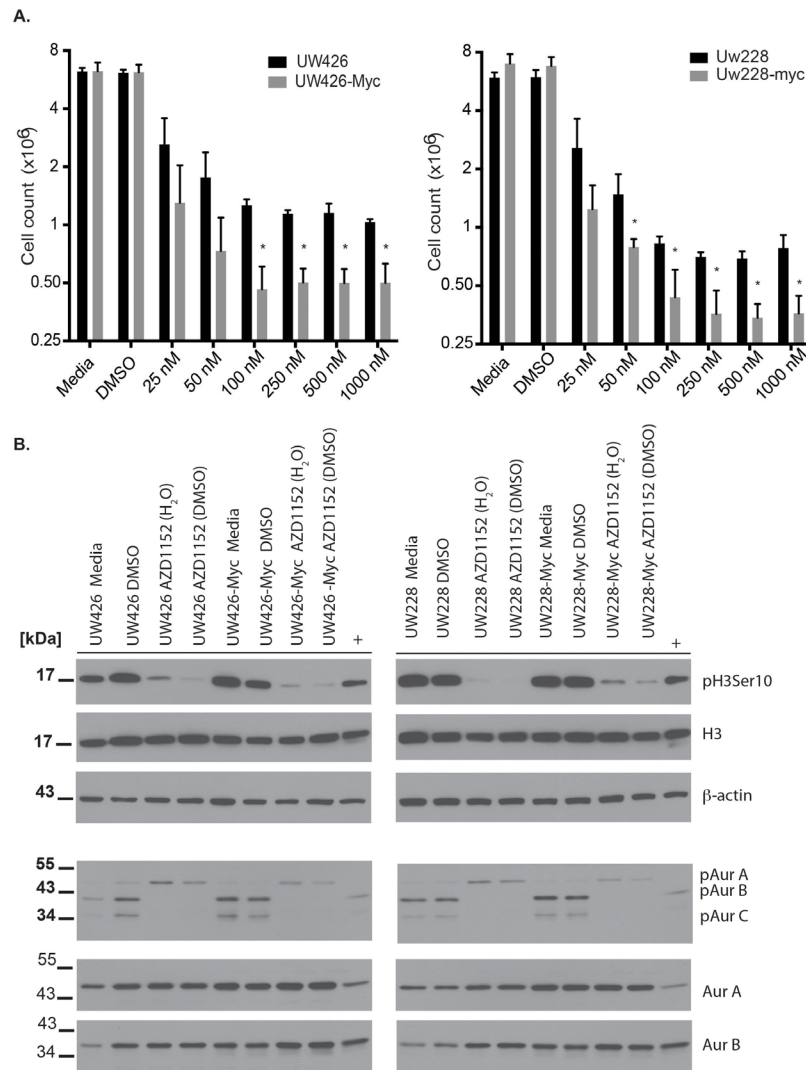 A.
8
4
2
1
0.50
0.25
Cell count (x10⁶)
UW426
UW426-Myc
* * * *
Media
DMSO
25 nM
50 nM
100 nM
250 nM
500 nM
1000 nM
8
4
2
1
0.50
0.25
Cell count (x10⁶)
Uw228
Uw228-myc
* * * * *
Media
DMSO
25 nM
50 nM
100 nM
250 nM
500 nM
1000 nM
B.
[kDa]
UW426 Media
UW426 DMSO
UW426 AZD1152 (H₂O)
UW426 AZD1152 (DMSO)
UW426-Myc Media
UW426-Myc DMSO
UW426-Myc AZD1152 (H₂O)
UW426 -Myc AZD1152 (DMSO)
+
UW228 Media
UW228 DMSO
UW228 AZD1152 (H₂O)
UW228 AZD1152 (DMSO)
UW228-Myc Media
UW228-Myc DMSO
UW228-Myc AZD1152 (H₂O)
UW228-Myc AZD1152 (DMSO)
+
17
pH3Ser10
17
H3
43
β-actin
55
43
34
pAur A
pAur B
pAur C
55
43
Aur A
43
34
Aur B